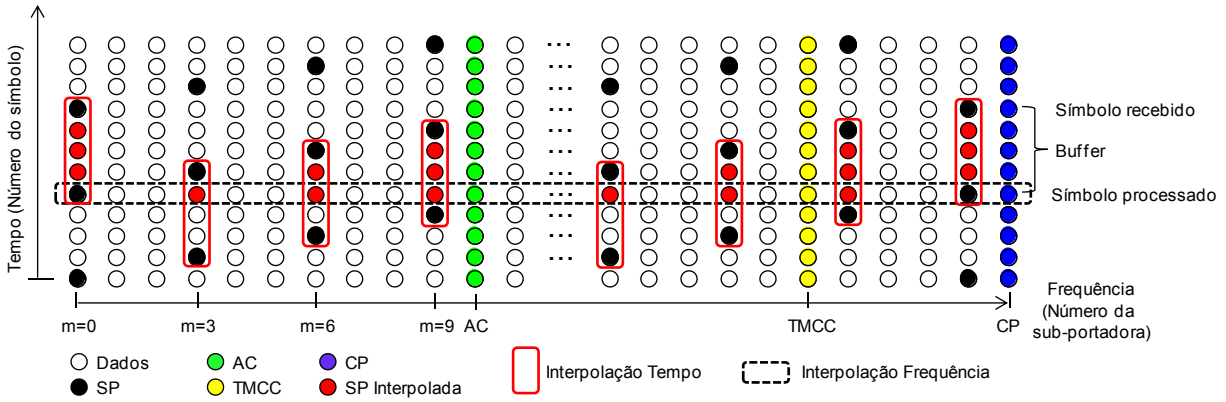 Tempo (Número do símbolo)
...
...
Símbolo recebido
Buffer
...
...
Símbolo processado
...
...
m=0 m=3 m=6 m=9 AC TMCC CP
Frequência
(Número da
sub-portadora)
Dados AC CP
SP TMCC SP Interpolada
Interpolação Tempo
Interpolação Frequência